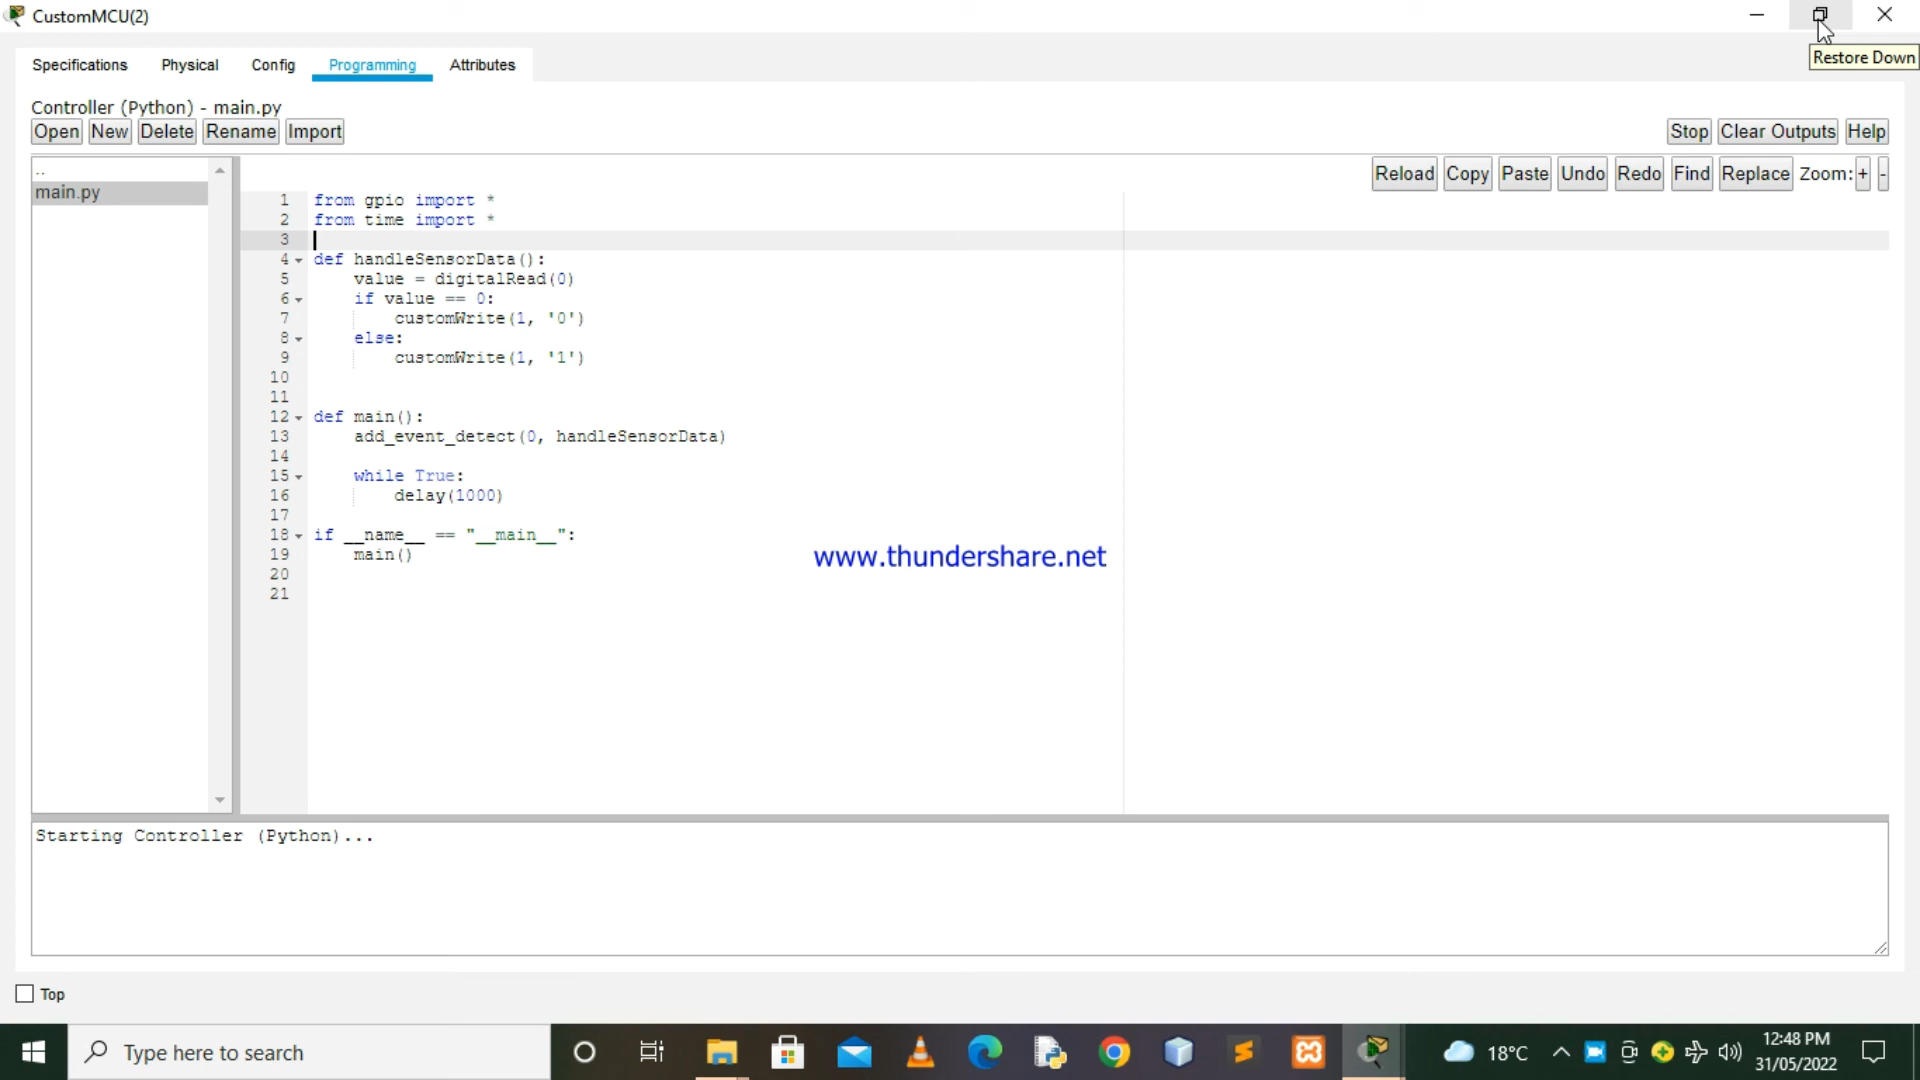 CustomMCU(2)
Restore Down
Specifications Physical Config Programming Attributes
Controller (Python) - main.py
Open New Delete Rename Import
Stop Clear Outputs Help
Reload Copy Paste Undo Redo Find Replace Zoom: + -
..
main.py
1 from gpio import *
2 from time import *
3
4 def handleSensorData():
5 value = digitalRead(0)
6 if value == 0:
7 customWrite(1, '0')
8 else:
9 customWrite(1, '1')
10
11
12 def main():
13 add_event_detect(0, handleSensorData)
14
15 while True:
16 delay(1000)
17
18 if __name__ == "__main__":
19 main()
20
21
www.thundershare.net
Starting Controller (Python)...
Top
Type here to search
18°C
12:48 PM
31/05/2022